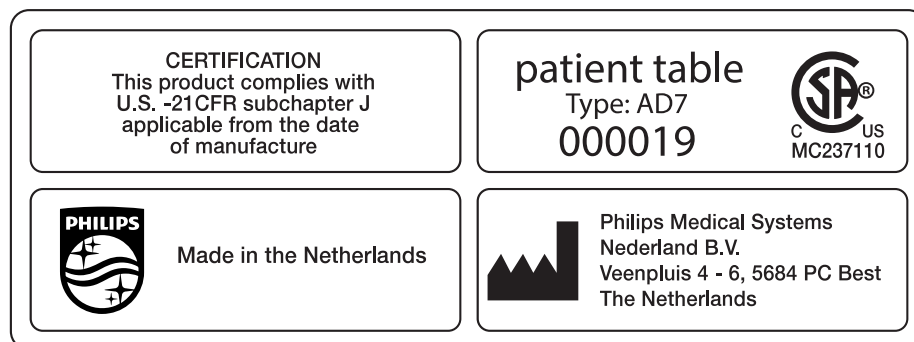 CERTIFICATION
This product complies with
U.S. -21CFR subchapter J
applicable from the date
of manufacture
patient table
Type: AD7
000019
CSA®
C US
MC237110
PHILIPS
Made in the Netherlands
Philips Medical Systems
Nederland B.V.
Veenpluis 4 - 6, 5684 PC Best
The Netherlands